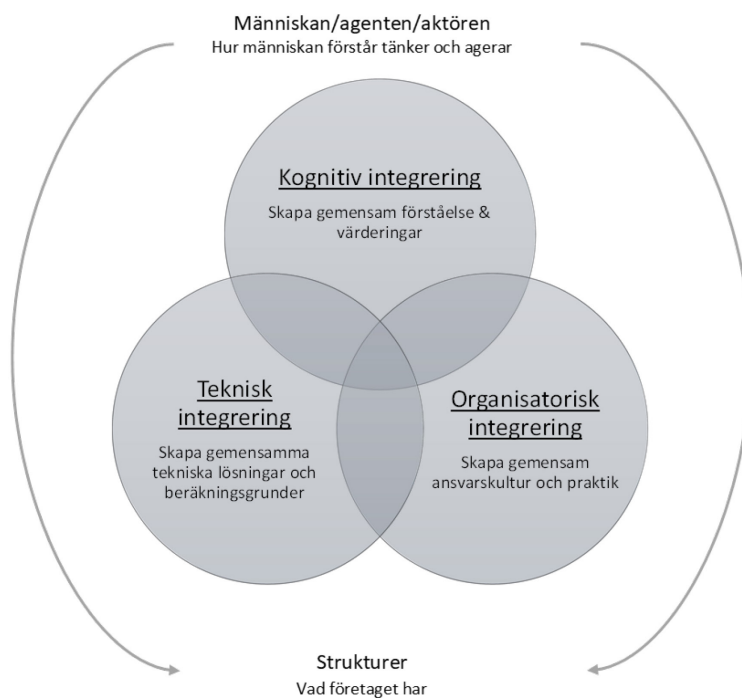 Människan/agenten/aktören
Hur människan förstår tänker och agerar
Kognitiv integrering
Skapa gemensam förståelse &
värderingar
Teknisk
integrering
Skapa gemensamma
tekniska lösningar och
beräkningsgrunder
Organisatorisk
integrering
Skapa gemensam
ansvarskultur och praktik
Strukturer
Vad företaget har